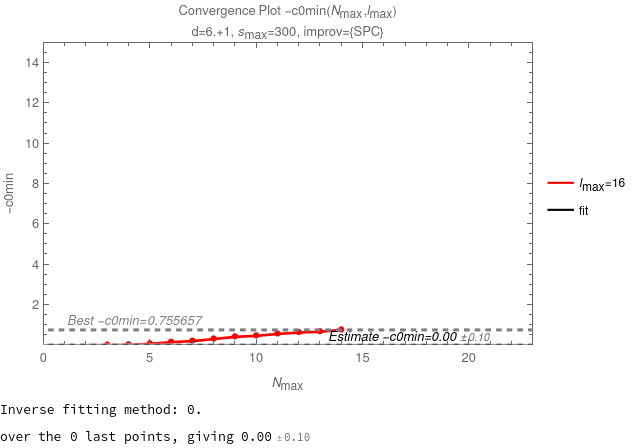 Convergence Plot −c0min(Nmax,lmax)
d=6.+1, smax=300, improv={SPC}
14
12
10
8
6
4
2
−c0min
lmax=16
fit
Best −c0min=0.755657
Estimate −c0min=0.00 ±0.10
0 5 10 15 20
Nmax
Inverse fitting method: 0.
over the 0 last points, giving 0.00 ±0.10